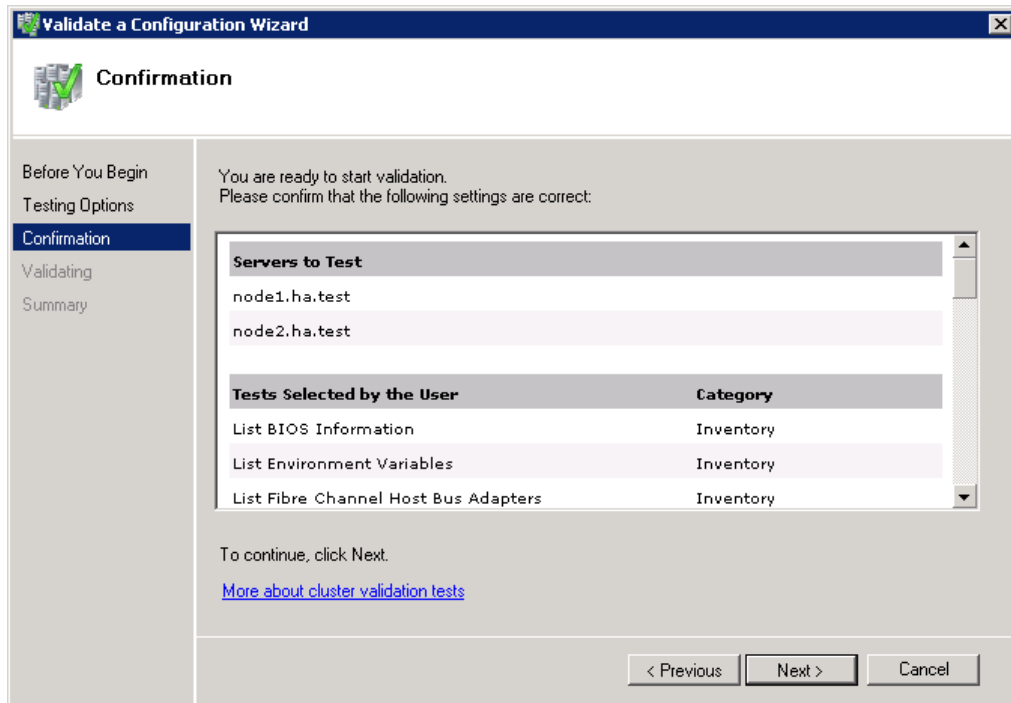 Validate a Configuration Wizard
Confirmation
Before You Begin
Testing Options
Confirmation
Validating
Summary
You are ready to start validation.
Please confirm that the following settings are correct:
Servers to Test
node1.ha.test
node2.ha.test
Tests Selected by the User Category
List BIOS Information Inventory
List Environment Variables Inventory
List Fibre Channel Host Bus Adapters Inventory
To continue, click Next.
More about cluster validation tests
< Previous Next > Cancel